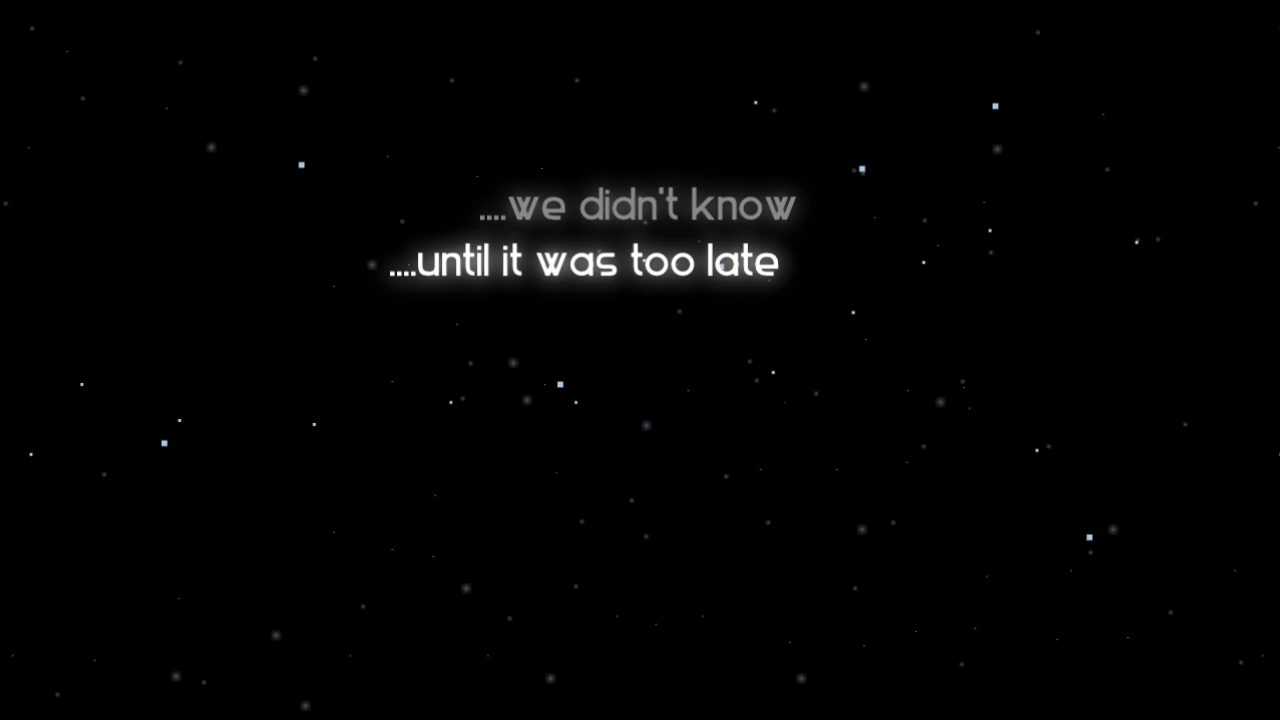 ....we didn't know
....until it was too late